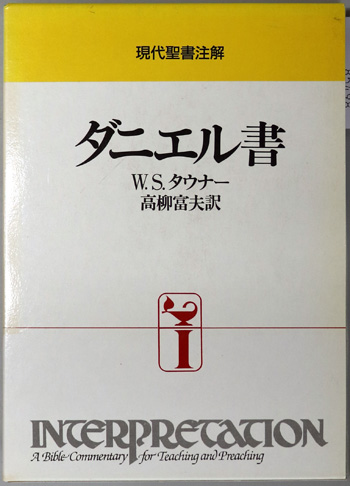 現代聖書注解
ダニエル書
W.S.タウナー
高柳富夫訳
I
INTERPRETATION
A Bible Commentary for Teaching and Preaching